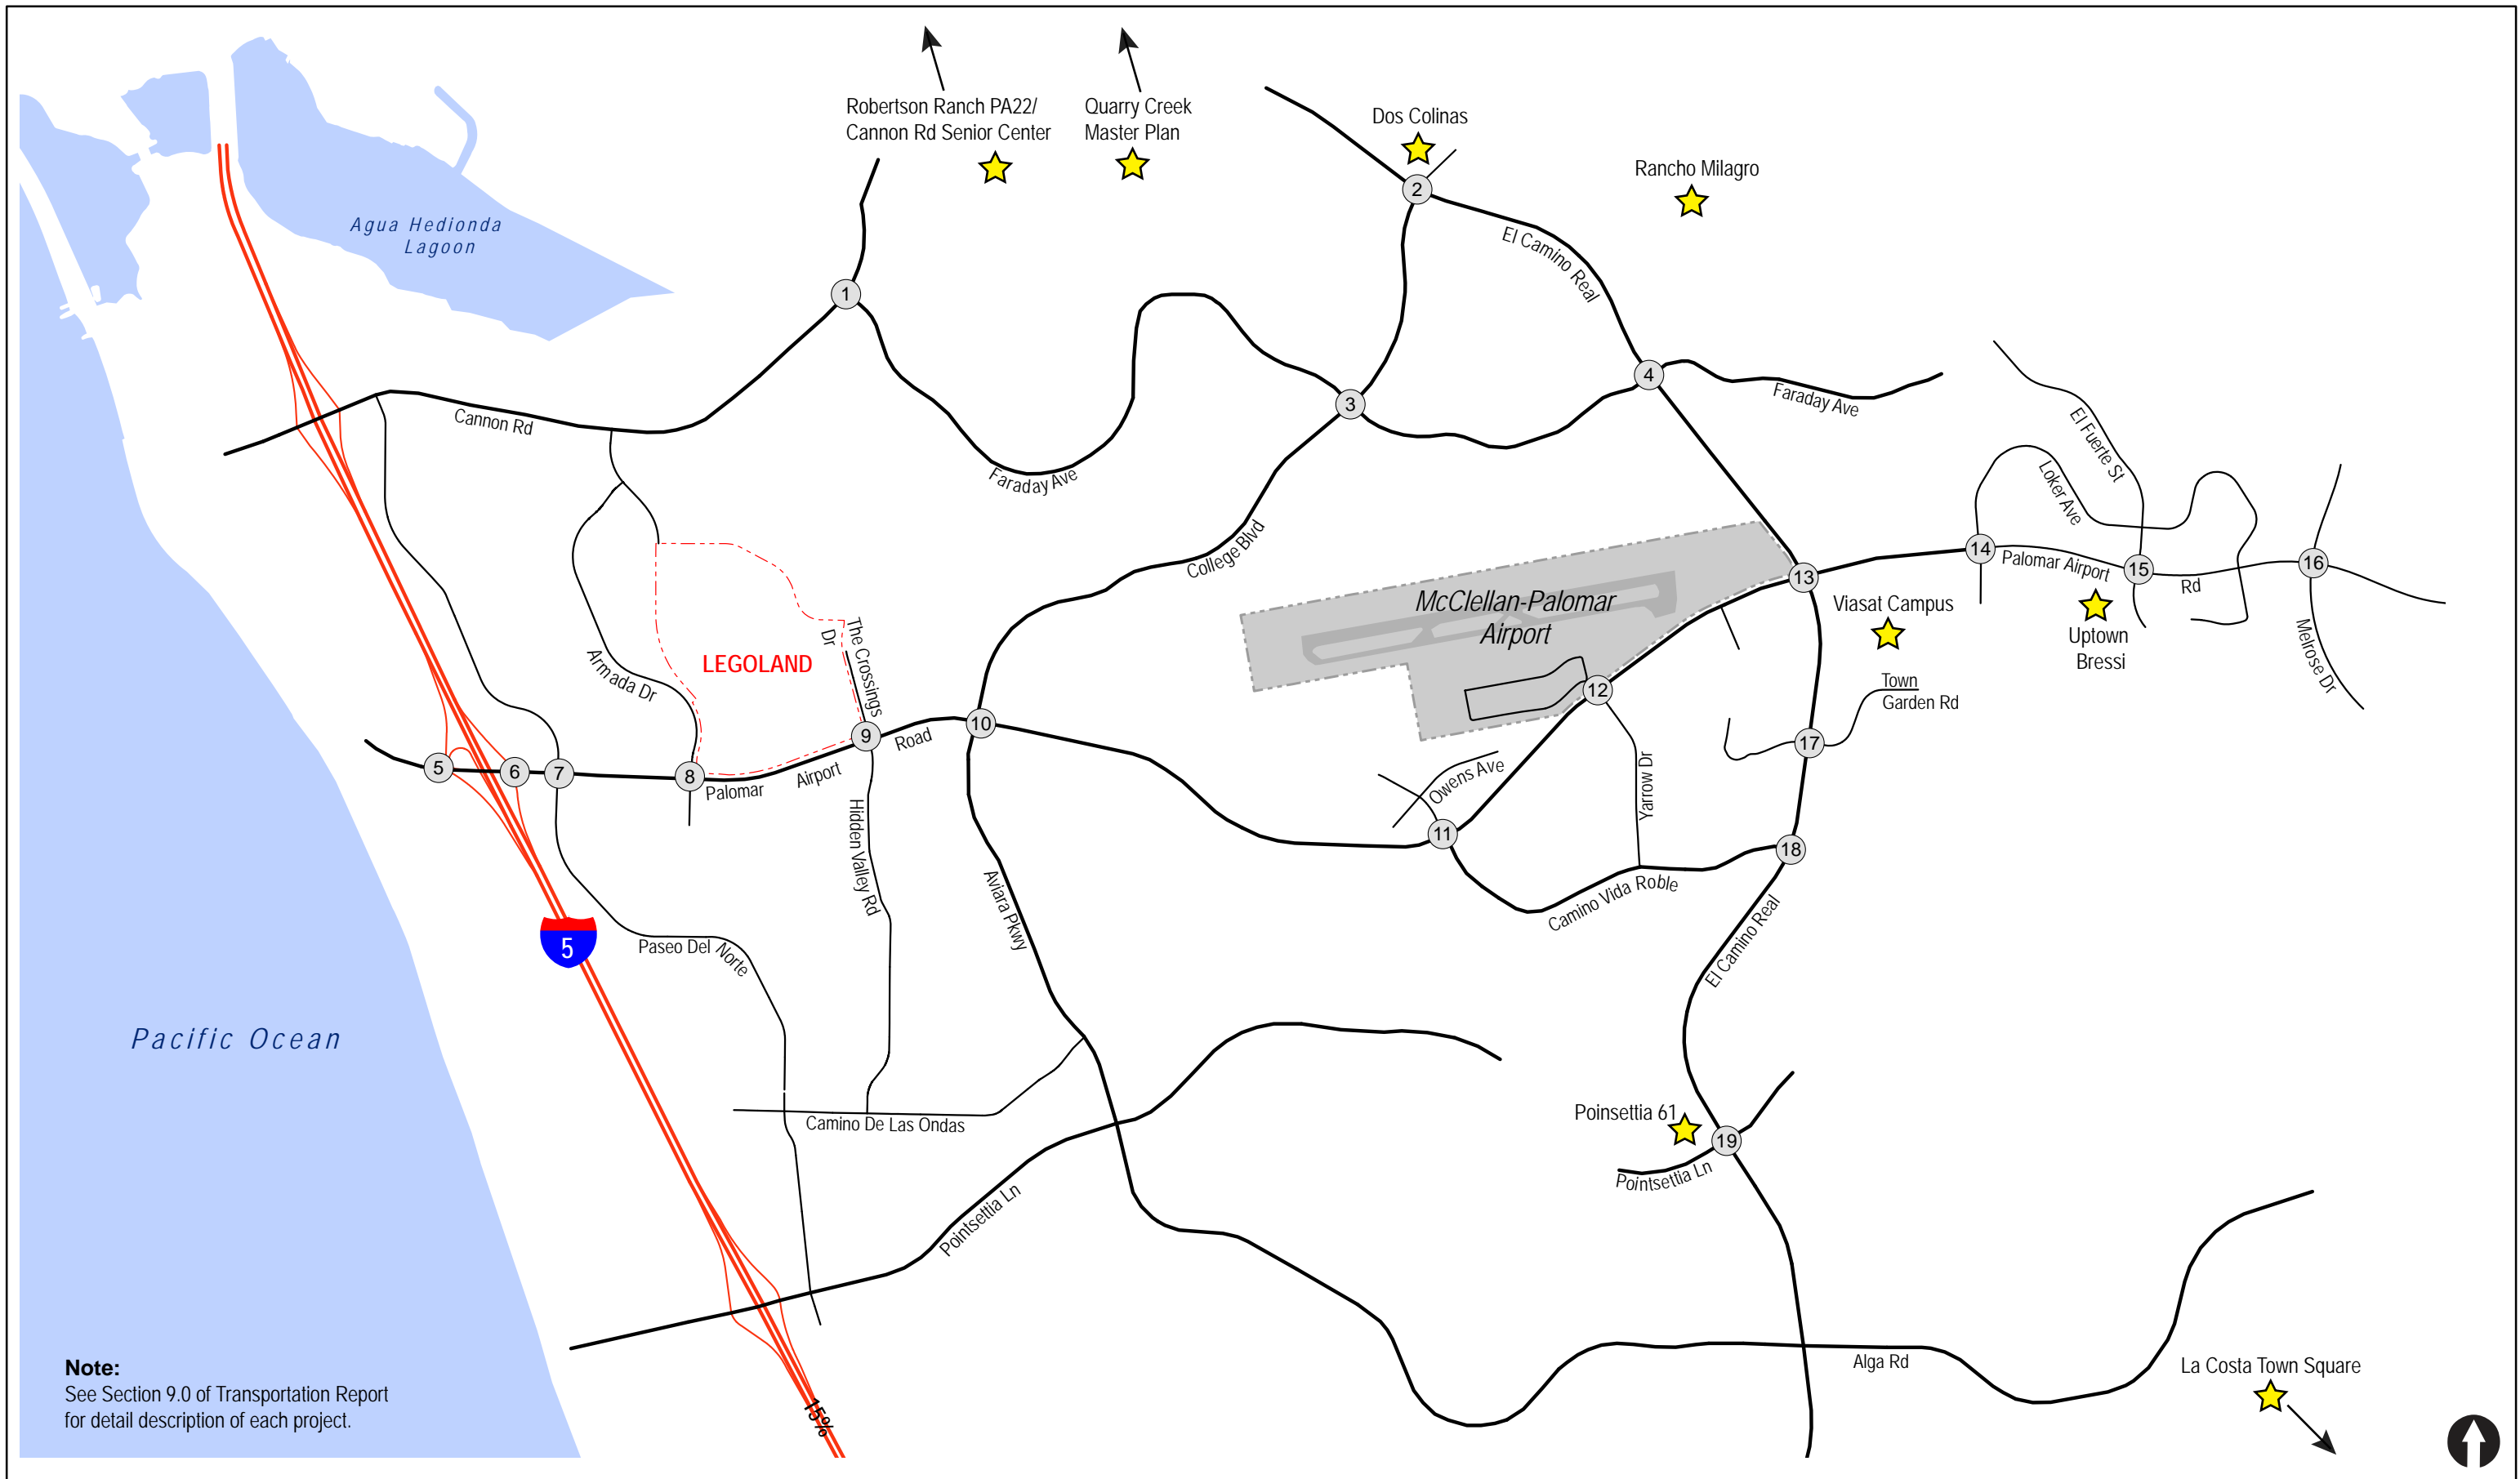 Robertson Ranch PA22/
Cannon Rd Senior Center
Quarry Creek
Master Plan
Dos Colinas
Rancho Milagro
2
Agua Hedionda
Lagoon
El Camino Real
1
4
3
Faraday Ave
Cannon Rd
El Fuerte St
Loker Ave
Faraday Ave
College Blvd
14
Palomar Airport
15
Rd
16
13
McClellan-Palomar
Airport
Viasat Campus
Uptown
Bressi
Melrose Dr
The Crossings
Dr
LEGOLAND
Armada Dr
12
Town
Garden Rd
10
9
Road
17
5
6
7
8
Palomar
Airport
Owens Ave
Yarrow Dr
11
18
Hidden Valley Rd
Aviara Pkwy
Camino Vida Roble
5
Paseo Del Norte
El Camino Real
Pacific Ocean
Camino De Las Ondas
Poinsettia 61
19
Pointsettia Ln
Pointsettia Ln
Alga Rd
La Costa Town Square
Note:
See Section 9.0 of Transportation Report
for detail description of each project.
15%